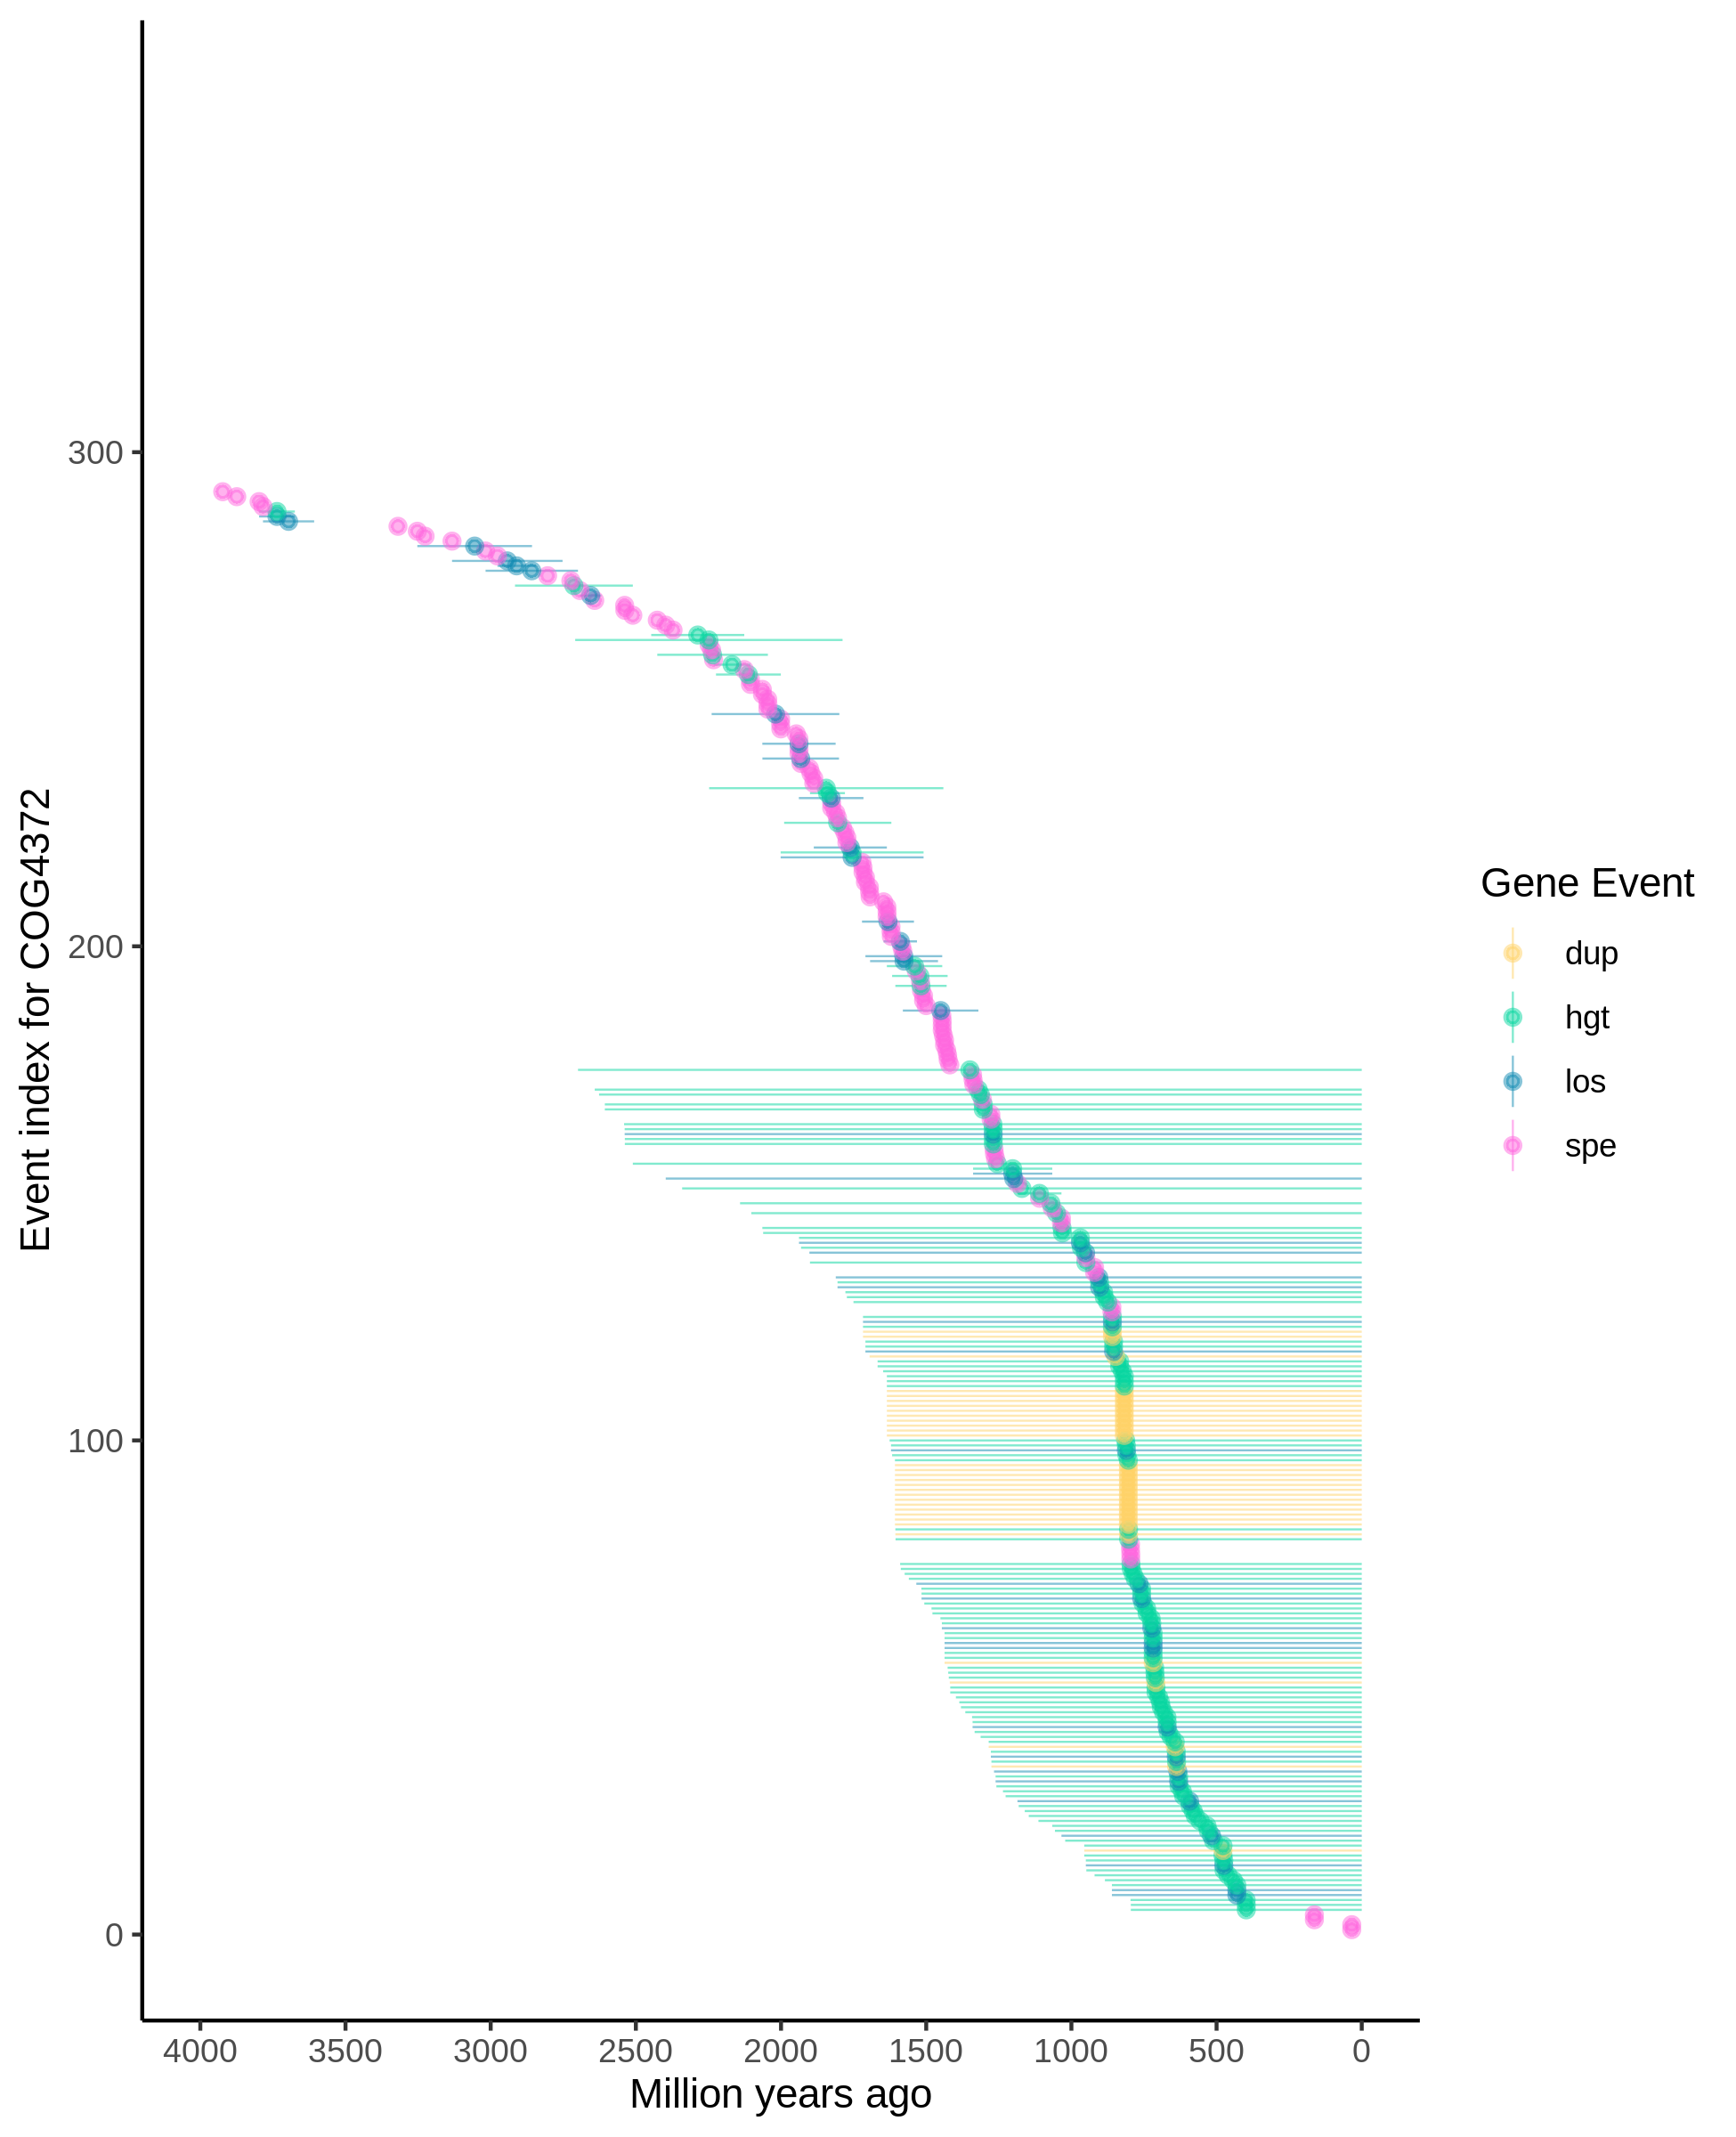 Event index for COG4372
300
200
100
0
4000 3500 3000 2500 2000 1500 1000 500 0
Million years ago
Gene Event
dup
hgt
los
spe